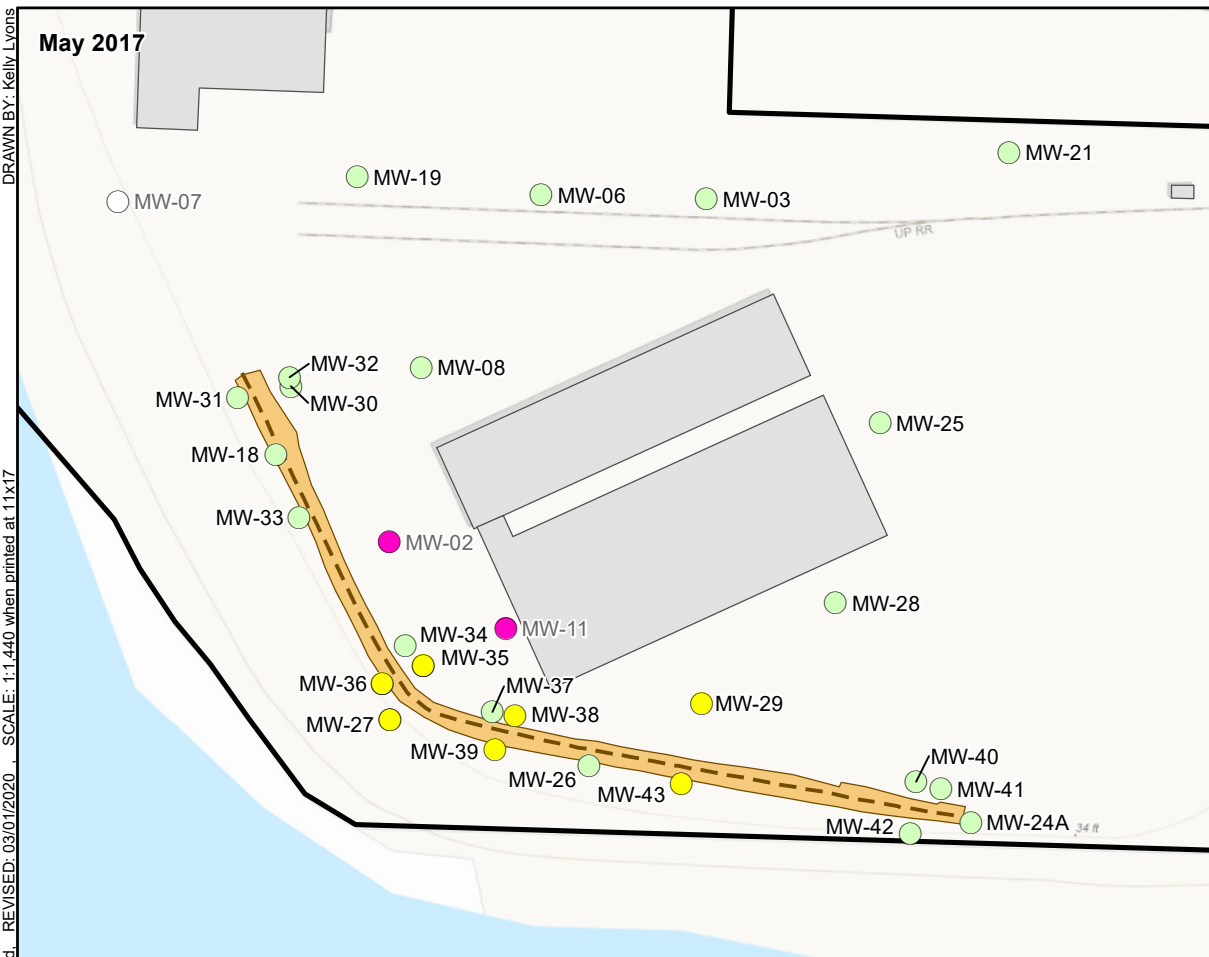 May 2017
DRAWN BY: Kelly Lyons
MW-21
MW-19
MW-06
MW-03
MW-07
UP RR
MW-32
MW-08
MW-31
MW-30
MW-25
MW-18
MW-33
MW-02
MW-28
MW-11
MW-34
MW-35
MW-36
MW-37
MW-29
MW-38
MW-27
MW-39
MW-40
MW-26
MW-41
MW-43
MW-24A
MW-42
34 ft
REVISED: 03/01/2020 , SCALE: 1:1,440 when printed at 11x17